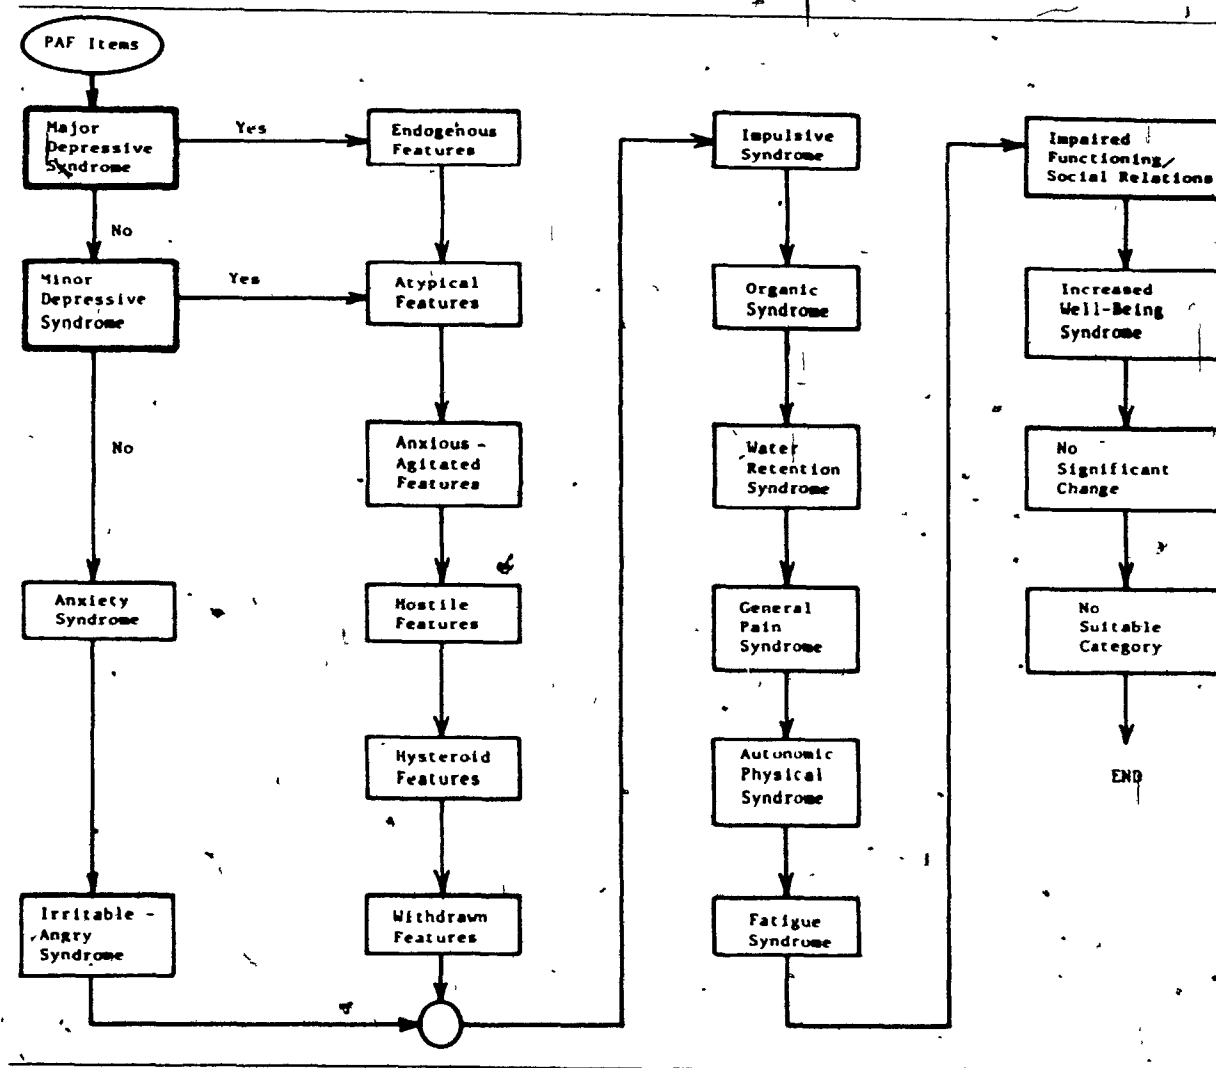 PAF Items
Major
Depressive
Syndrome
Yes
No
Minor
Depressive
Syndrome
Yes
No
Anxiety
Syndrome
Irritable -
Angry
Syndrome
Endogenous
Features
Atypical
Features
Anxious -
Agitated
Features
Hostile
Features
Hysteroid
Features
Withdrawn
Features
Impulsive
Syndrome
Organic
Syndrome
Water
Retention
Syndrome
General
Pain
Syndrome
Autonomic
Physical
Syndrome
Fatigue
Syndrome
Impaired
Functioning/
Social Relations
Increased
Well-Being
Syndrome
No
Significant
Change
No
Suitable
Category
END